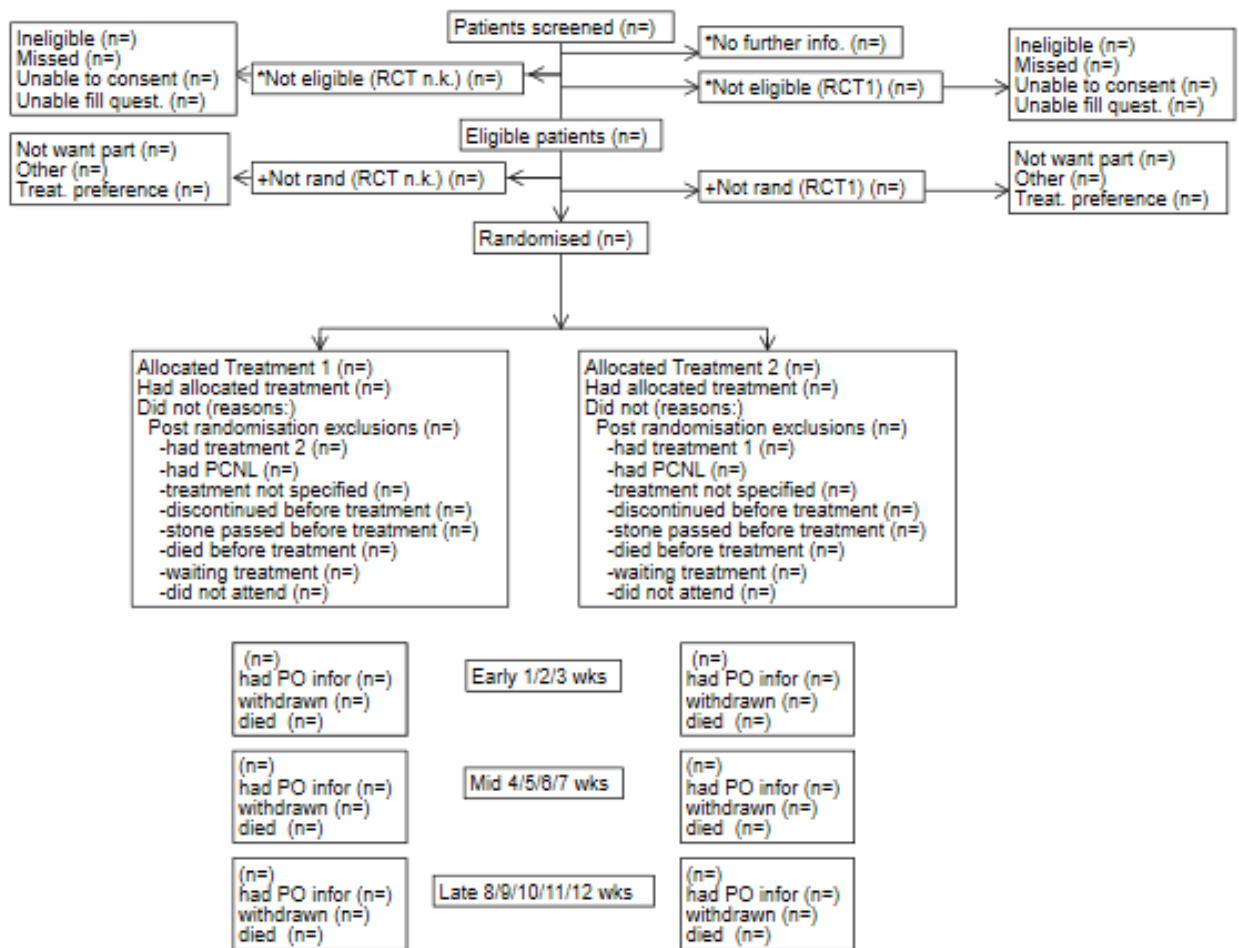 Patients screened (n=)
Ineligible (n=)
Missed (n=)
Unable to consent (n=)
Unable fill quest. (n=)
*Not eligible (RCT n.k.) (n=)
*No further info. (n=)
*Not eligible (RCT1) (n=)
Ineligible (n=)
Missed (n=)
Unable to consent (n=)
Unable fill quest. (n=)
Eligible patients (n=)
Not want part (n=)
Other (n=)
Treat. preference (n=)
+Not rand (RCT n.k.) (n=)
+Not rand (RCT1) (n=)
Not want part (n=)
Other (n=)
Treat. preference (n=)
Randomised (n=)
Allocated Treatment 1 (n=)
Had allocated treatment (n=)
Did not (reasons:)
Post randomisation exclusions (n=)
-had treatment 2 (n=)
-had PCNL (n=)
-treatment not specified (n=)
-discontinued before treatment (n=)
-stone passed before treatment (n=)
-died before treatment (n=)
-waiting treatment (n=)
-did not attend (n=)
Allocated Treatment 2 (n=)
Had allocated treatment (n=)
Did not (reasons:)
Post randomisation exclusions (n=)
-had treatment 1 (n=)
-had PCNL (n=)
-treatment not specified (n=)
-discontinued before treatment (n=)
-stone passed before treatment (n=)
-died before treatment (n=)
-waiting treatment (n=)
-did not attend (n=)
(n=)
had PO infor (n=)
withdrawn (n=)
died (n=)
Early 1/2/3 wks
(n=)
had PO infor (n=)
withdrawn (n=)
died (n=)
(n=)
had PO infor (n=)
withdrawn (n=)
died (n=)
Mid 4/5/6/7 wks
(n=)
had PO infor (n=)
withdrawn (n=)
died (n=)
(n=)
had PO infor (n=)
withdrawn (n=)
died (n=)
Late 8/9/10/11/12 wks
(n=)
had PO infor (n=)
withdrawn (n=)
died (n=)